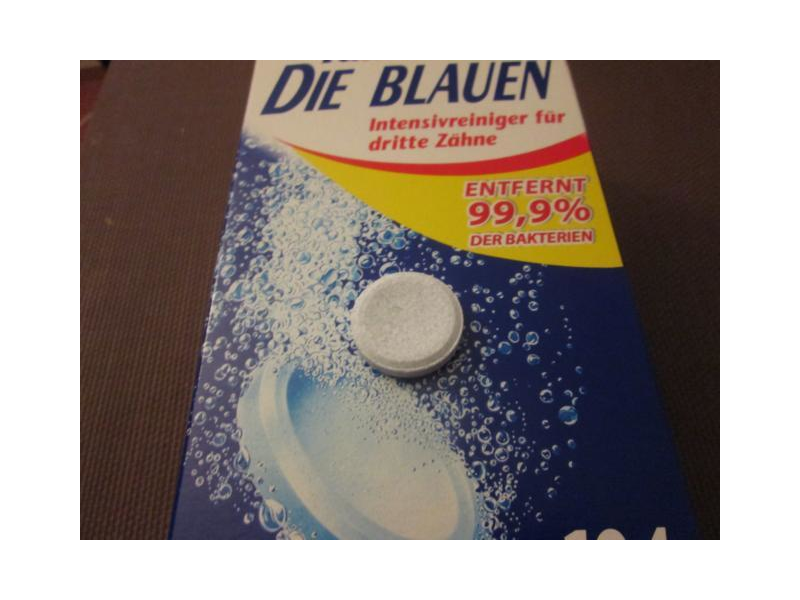 DIE BLAUEN
Intensivreiniger für
dritte Zähne
ENTFERNT
99,9%
DER BAKTERIEN